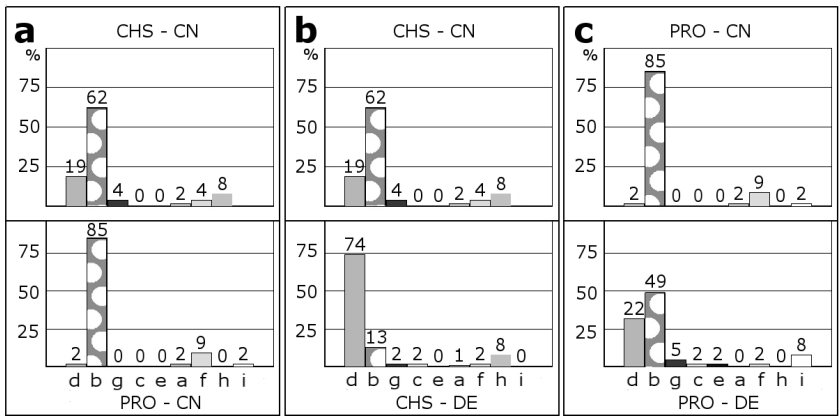 a
CHS - CN
%
75
50
25
19 62 4 0 0 2 4 8
75
50
25
2 85 0 0 0 2 9 0 2
d b g c e a f h i
PRO - CN
b
CHS - CN
75
50
25
19 62 4 0 0 2 4 8
75
50
25
74 13 2 2 0 1 2 8 0
d b g c e a f h i
CHS - DE
c
PRO - CN
%
75
50
25
2 85 0 0 0 2 9 0 2
75
50
25
22 49 5 2 2 0 2 0 8
d b g c e a f h i
PRO - DE